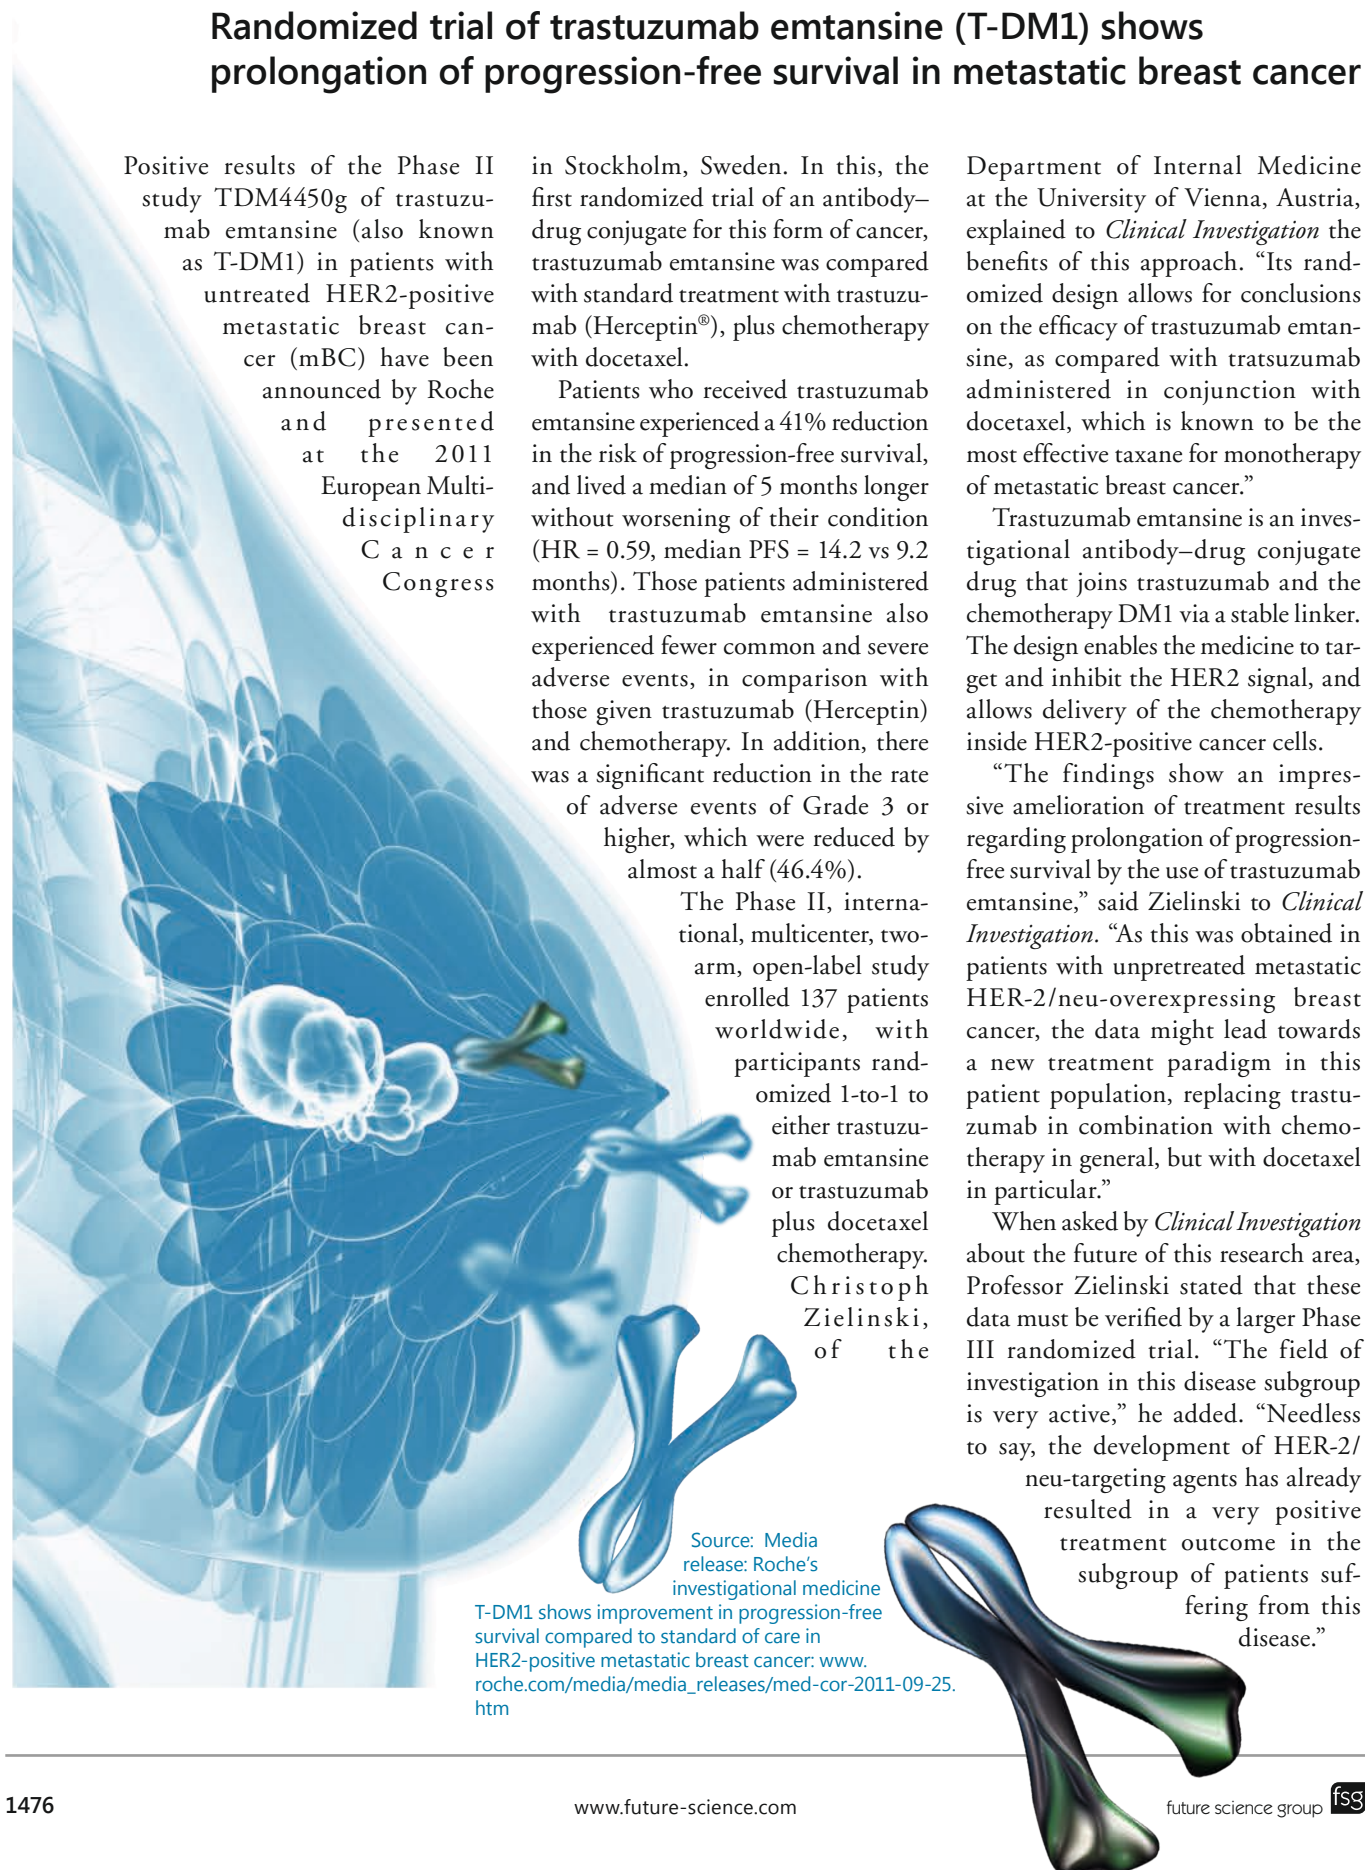 Randomized trial of trastuzumab emtansine (T-DM1) shows
prolongation of progression-free survival in metastatic breast cancer
Positive results of the Phase II
study TDM4450g of trastuzu-
mab emtansine (also known
as T-DM1) in patients with
untreated HER2-positive
metastatic breast can-
cer (mBC) have been
announced by Roche
and presented
at the 2011
European Multi-
disciplinary
Cancer
Congress
in Stockholm, Sweden. In this, the
first randomized trial of an antibody–
drug conjugate for this form of cancer,
trastuzumab emtansine was compared
with standard treatment with trastuzu-
mab (Herceptin®), plus chemotherapy
with docetaxel.
Patients who received trastuzumab
emtansine experienced a 41% reduction
in the risk of progression-free survival,
and lived a median of 5 months longer
without worsening of their condition
(HR = 0.59, median PFS = 14.2 vs 9.2
months). Those patients administered
with trastuzumab emtansine also
experienced fewer common and severe
adverse events, in comparison with
those given trastuzumab (Herceptin)
and chemotherapy. In addition, there
was a significant reduction in the rate
of adverse events of Grade 3 or
higher, which were reduced by
almost a half (46.4%).
The Phase II, interna-
tional, multicenter, two-
arm, open-label study
enrolled 137 patients
worldwide, with
participants rand-
omized 1-to-1 to
either trastuzu-
mab emtansine
or trastuzumab
plus docetaxel
chemotherapy.
Christoph
Zielinski,
of the
Department of Internal Medicine
at the University of Vienna, Austria,
explained to Clinical Investigation the
benefits of this approach. “Its rand-
omized design allows for conclusions
on the efficacy of trastuzumab emtan-
sine, as compared with tratsuzumab
administered in conjunction with
docetaxel, which is known to be the
most effective taxane for monotherapy
of metastatic breast cancer.”
Trastuzumab emtansine is an inves-
tigational antibody–drug conjugate
drug that joins trastuzumab and the
chemotherapy DM1 via a stable linker.
The design enables the medicine to tar-
get and inhibit the HER2 signal, and
allows delivery of the chemotherapy
inside HER2-positive cancer cells.
“The findings show an impres-
sive amelioration of treatment results
regarding prolongation of progression-
free survival by the use of trastuzumab
emtansine,” said Zielinski to Clinical
Investigation. “As this was obtained in
patients with unpretreated metastatic
HER-2/neu-overexpressing breast
cancer, the data might lead towards
a new treatment paradigm in this
patient population, replacing trastu-
zumab in combination with chemo-
therapy in general, but with docetaxel
in particular.”
When asked by Clinical Investigation
about the future of this research area,
Professor Zielinski stated that these
data must be verified by a larger Phase
III randomized trial. “The field of
investigation in this disease subgroup
is very active,” he added. “Needless
to say, the development of HER-2/
neu-targeting agents has already
resulted in a very positive
treatment outcome in the
subgroup of patients suf-
fering from this
disease.”
Source: Media
release: Roche’s
investigational medicine
T-DM1 shows improvement in progression-free
survival compared to standard of care in
HER2-positive metastatic breast cancer: www.
roche.com/media/media_releases/med-cor-2011-09-25.
htm
1476
www.future-science.com
future science group fsg